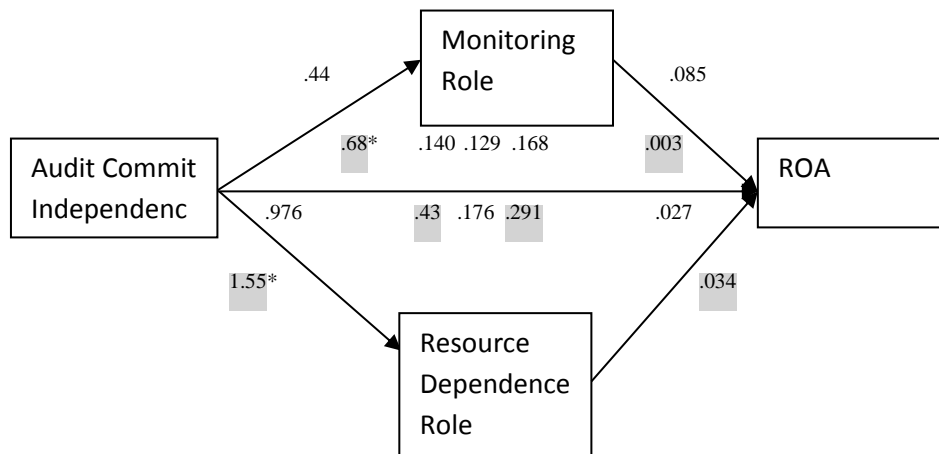 Monitoring
Role
.44
.085
.68*
.140 .129 .168
.003
Audit Commit
Independenc
ROA
.976
.43 .176 .291
.027
1.55*
.034
Resource
Dependence
Role